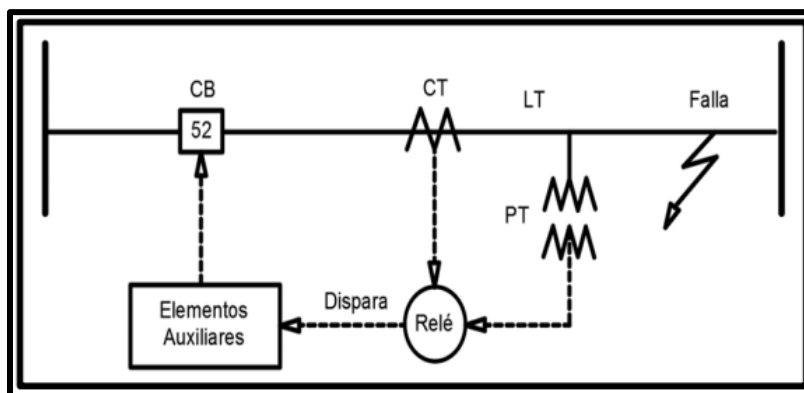 CB
CT
LT
Falla
52
PT
Dispara
Elementos
Auxiliares
Relé